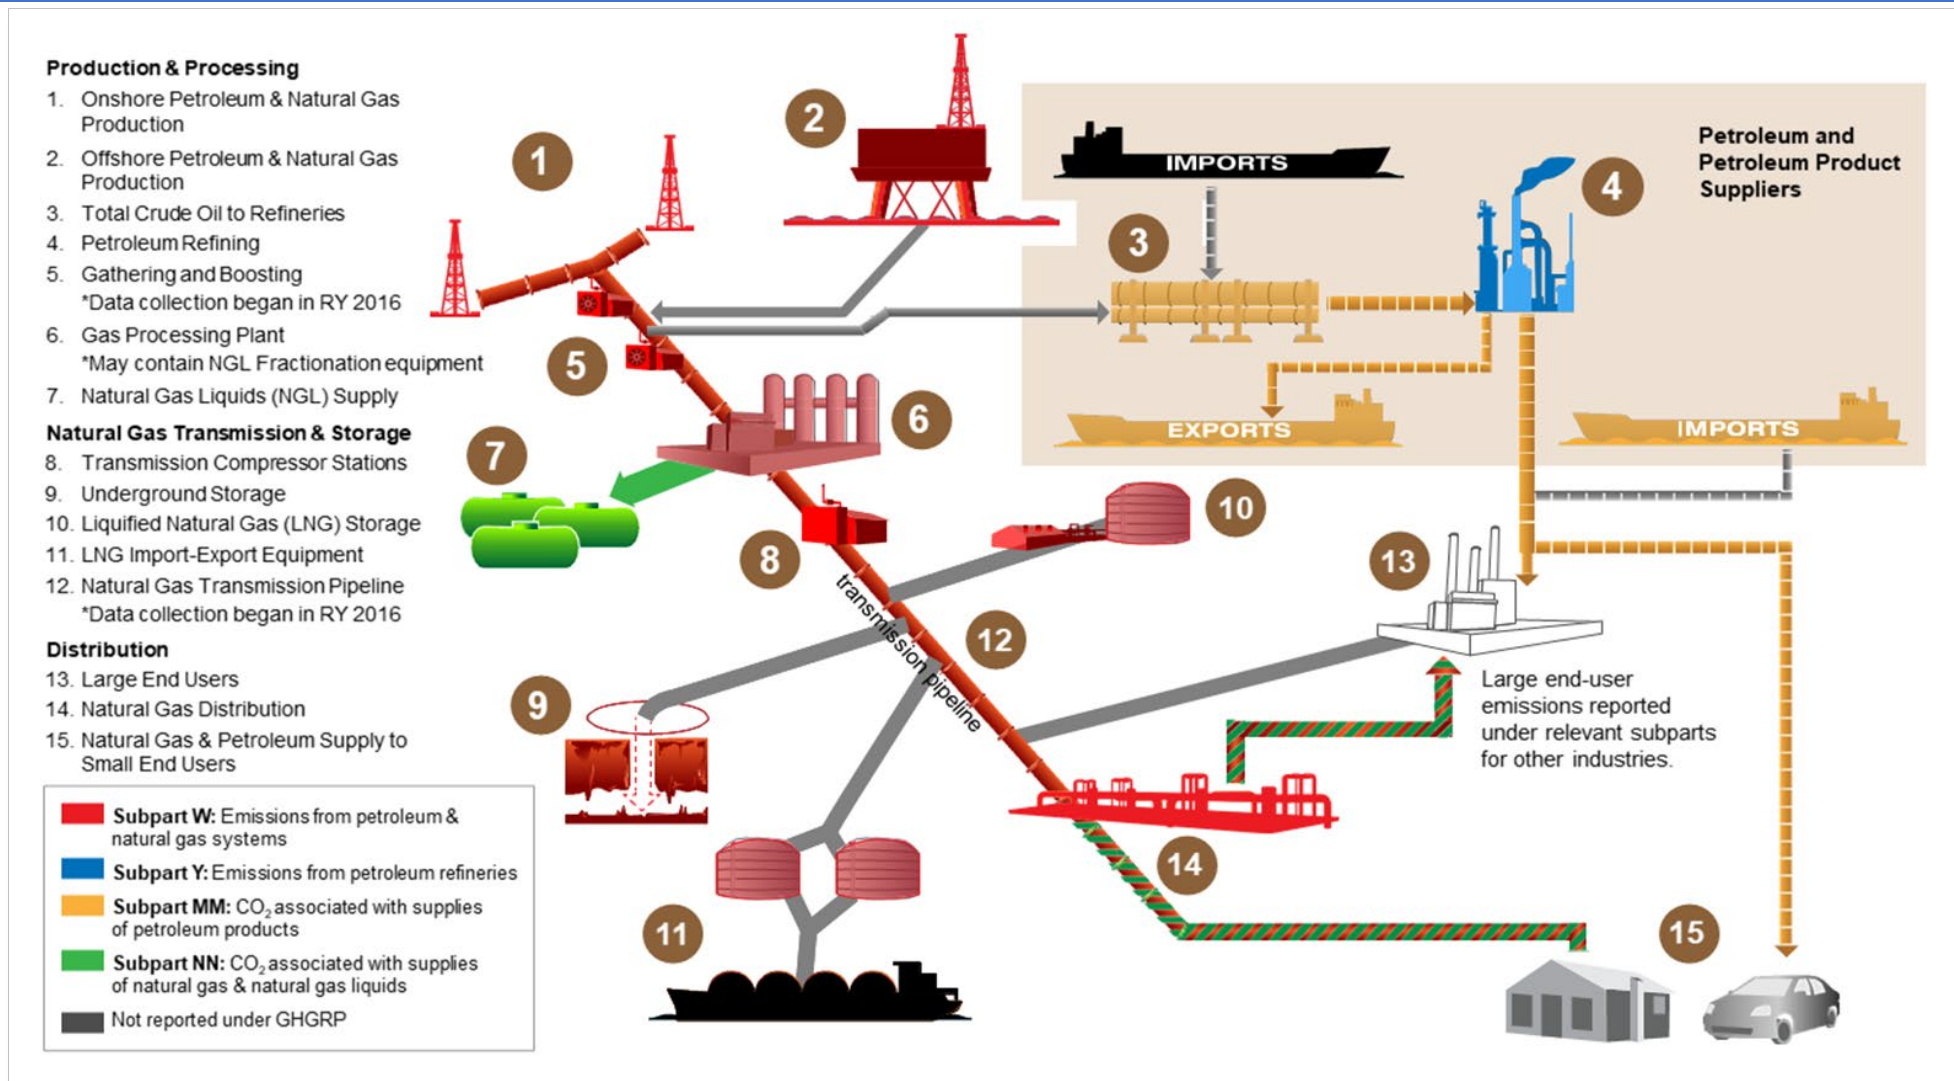 Production & Processing
1. Onshore Petroleum & Natural Gas
Production
2. Offshore Petroleum & Natural Gas
Production
3. Total Crude Oil to Refineries
4. Petroleum Refining
5. Gathering and Boosting
*Data collection began in RY 2016
6. Gas Processing Plant
*May contain NGL Fractionation equipment
7. Natural Gas Liquids (NGL) Supply
Natural Gas Transmission & Storage
8. Transmission Compressor Stations
9. Underground Storage
10. Liquified Natural Gas (LNG) Storage
11. LNG Import-Export Equipment
12. Natural Gas Transmission Pipeline
*Data collection began in RY 2016
Distribution
13. Large End Users
14. Natural Gas Distribution
15. Natural Gas & Petroleum Supply to
Small End Users
Subpart W: Emissions from petroleum &
natural gas systems
Subpart Y: Emissions from petroleum refineries
Subpart MM: CO₂ associated with supplies
of petroleum products
Subpart NN: CO₂ associated with supplies
of natural gas & natural gas liquids
Not reported under GHGRP
1
2
IMPORTS
Petroleum and
Petroleum Product
Suppliers
4
3
5
6
EXPORTS
IMPORTS
7
8
10
13
transmission pipeline
12
9
Large end-user
emissions reported
under relevant subparts
for other industries.
14
11
15